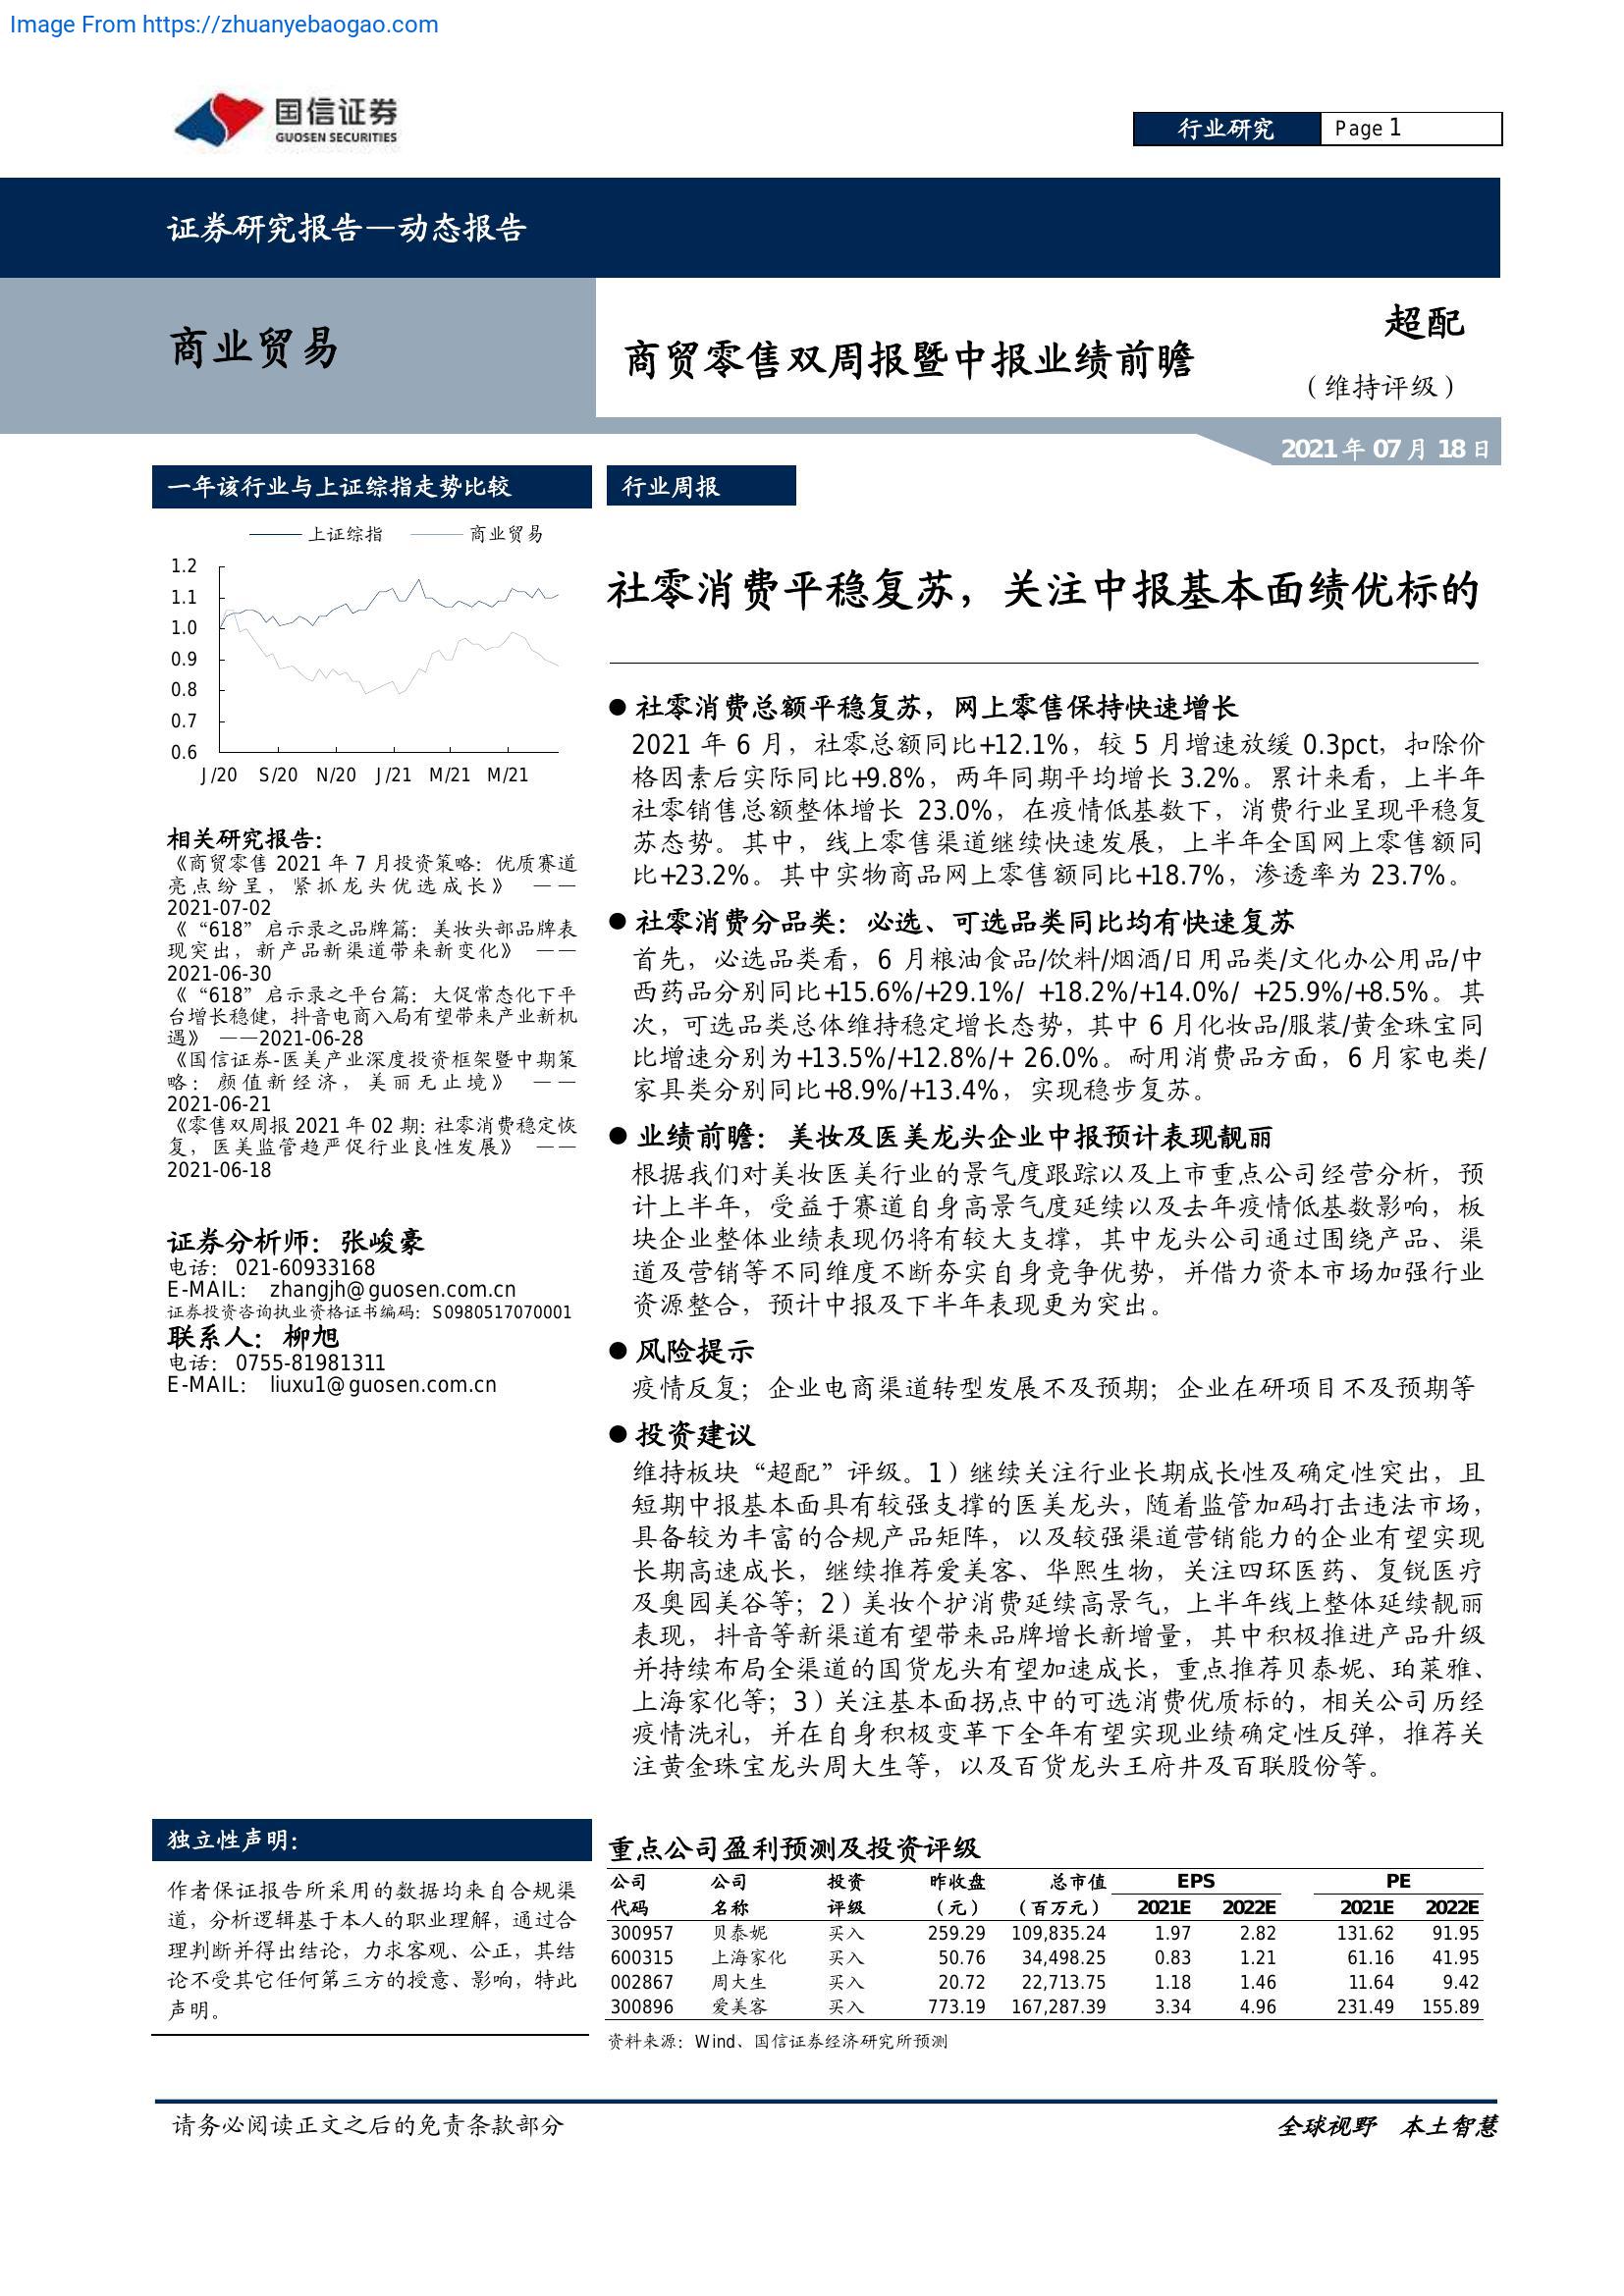 Image From https://zhuanyebaogao.com
国信证券
GUOSEN SECURITIES
行业研究
Page 1
证券研究报告—动态报告
商业贸易
商贸零售双周报暨中报业绩前瞻
超配
（维持评级）
2021 年 07 月 18 日
一年该行业与上证综指走势比较
上证综指 商业贸易
1.2
1.1
1.0
0.9
0.8
0.7
0.6
J/20 S/20 N/20 J/21 M/21 M/21
相关研究报告：
《商贸零售 2021 年 7 月投资策略：优质赛道
亮点纷呈，紧抓龙头优选成长》 ——
2021-07-02
《“618”启示录之品牌篇：美妆头部品牌表
现突出，新产品新渠道带来新变化》 ——
2021-06-30
《“618”启示录之平台篇：大促常态化下平
台增长稳健，抖音电商入局有望带来产业新机
遇》 ——2021-06-28
《国信证券-医美产业深度投资框架暨中期策
略：颜值新经济，美丽无止境》 ——
2021-06-21
《零售双周报 2021 年 02 期：社零消费稳定恢
复，医美监管趋严促行业良性发展》 ——
2021-06-18
证券分析师：张峻豪
电话： 021-60933168
E-MAIL： zhangjh@guosen.com.cn
证券投资咨询执业资格证书编码：S0980517070001
联系人：柳旭
电话： 0755-81981311
E-MAIL： liuxu1@guosen.com.cn
独立性声明：
作者保证报告所采用的数据均来自合规渠
道，分析逻辑基于本人的职业理解，通过合
理判断并得出结论，力求客观、公正，其结
论不受其它任何第三方的授意、影响，特此
声明。
行业周报
社零消费平稳复苏，关注中报基本面绩优标的
● 社零消费总额平稳复苏，网上零售保持快速增长
2021 年 6 月，社零总额同比+12.1%，较 5 月增速放缓 0.3pct，扣除价
格因素后实际同比+9.8%，两年同期平均增长 3.2%。累计来看，上半年
社零销售总额整体增长 23.0%，在疫情低基数下，消费行业呈现平稳复
苏态势。其中，线上零售渠道继续快速发展，上半年全国网上零售额同
比+23.2%。其中实物商品网上零售额同比+18.7%，渗透率为 23.7%。
● 社零消费分品类：必选、可选品类同比均有快速复苏
首先，必选品类看，6 月粮油食品/饮料/烟酒/日用品类/文化办公用品/中
西药品分别同比+15.6%/+29.1%/ +18.2%/+14.0%/ +25.9%/+8.5%。其
次，可选品类总体维持稳定增长态势，其中 6 月化妆品/服装/黄金珠宝同
比增速分别为+13.5%/+12.8%/+ 26.0%。耐用消费品方面，6 月家电类/
家具类分别同比+8.9%/+13.4%，实现稳步复苏。
● 业绩前瞻：美妆及医美龙头企业中报预计表现靓丽
根据我们对美妆医美行业的景气度跟踪以及上市重点公司经营分析，预
计上半年，受益于赛道自身高景气度延续以及去年疫情低基数影响，板
块企业整体业绩表现仍将有较大支撑，其中龙头公司通过围绕产品、渠
道及营销等不同维度不断夯实自身竞争优势，并借力资本市场加强行业
资源整合，预计中报及下半年表现更为突出。
● 风险提示
疫情反复；企业电商渠道转型发展不及预期；企业在研项目不及预期等
● 投资建议
维持板块“超配”评级。1）继续关注行业长期成长性及确定性突出，且
短期中报基本面具有较强支撑的医美龙头，随着监管加码打击违法市场，
具备较为丰富的合规产品矩阵，以及较强渠道营销能力的企业有望实现
长期高速成长，继续推荐爱美客、华熙生物，关注四环医药、复锐医疗
及奥园美谷等；2）美妆个护消费延续高景气，上半年线上整体延续靓丽
表现，抖音等新渠道有望带来品牌增长新增量，其中积极推进产品升级
并持续布局全渠道的国货龙头有望加速成长，重点推荐贝泰妮、珀莱雅、
上海家化等；3）关注基本面拐点中的可选消费优质标的，相关公司历经
疫情洗礼，并在自身积极变革下全年有望实现业绩确定性反弹，推荐关
注黄金珠宝龙头周大生等，以及百货龙头王府井及百联股份等。
重点公司盈利预测及投资评级
公司 公司 投资 昨收盘 总市值 EPS PE
代码 名称 评级 （元） （百万元） 2021E 2022E 2021E 2022E
300957 贝泰妮 买入 259.29 109,835.24 1.97 2.82 131.62 91.95
600315 上海家化 买入 50.76 34,498.25 0.83 1.21 61.16 41.95
002867 周大生 买入 20.72 22,713.75 1.18 1.46 11.64 9.42
300896 爱美客 买入 773.19 167,287.39 3.34 4.96 231.49 155.89
资料来源：Wind、国信证券经济研究所预测
请务必阅读正文之后的免责条款部分
全球视野 本土智慧